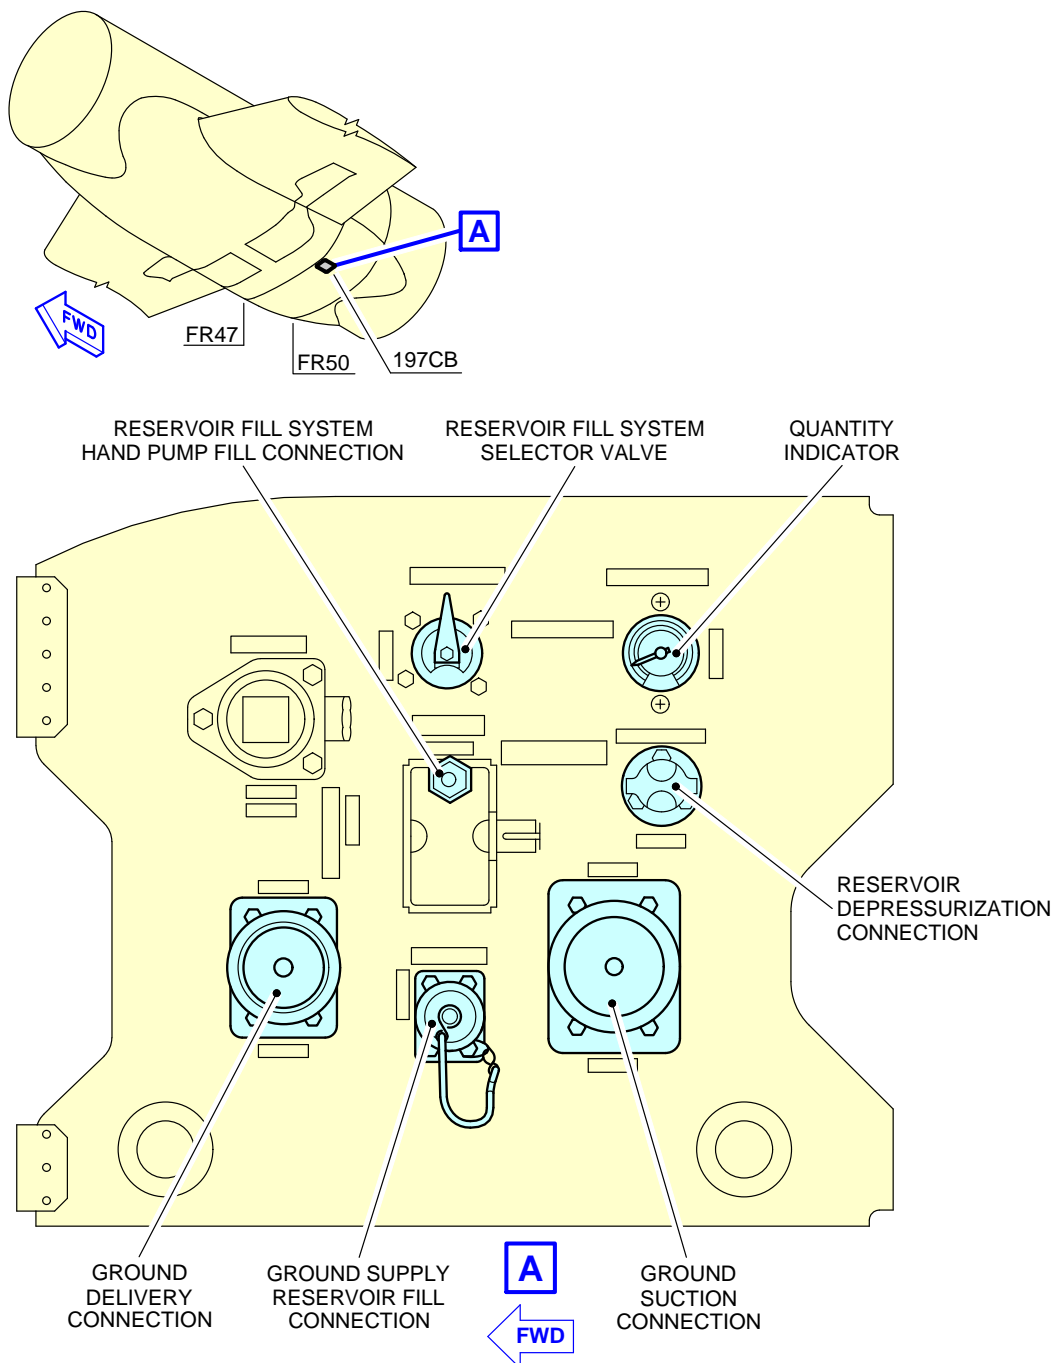 A
FWD
FR47
FR50
197CB
RESERVOIR FILL SYSTEM
HAND PUMP FILL CONNECTION
RESERVOIR FILL SYSTEM
SELECTOR VALVE
QUANTITY
INDICATOR
RESERVOIR
DEPRESSURIZATION
CONNECTION
GROUND
DELIVERY
CONNECTION
GROUND SUPPLY
RESERVOIR FILL
CONNECTION
GROUND
SUCTION
CONNECTION
A
FWD